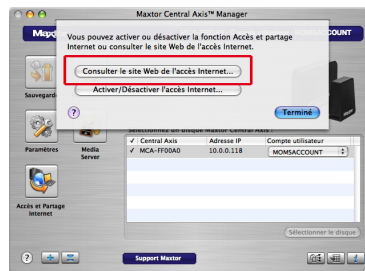 Maxtor Central Axis™ Manager
Vous pouvez activer ou désactiver la fonction Accès et partage
Internet ou consulter le site Web de l'accès Internet.
Consulter le site Web de l'accès Internet...
Activer/Désactiver l'accès Internet...
?
Terminé
COUNT
Sauvegard
Sélectionnez un disque Maxtor Central Axis :
✓ Central Axis Adresse IP Compte utilisateur
✓ MCA-FF00A0 10.0.0.118 MOMSACCOUNT
Paramètres
Media
Server
Accès et Partage
Internet
Sélectionner le disque
? + -
Support Maxtor